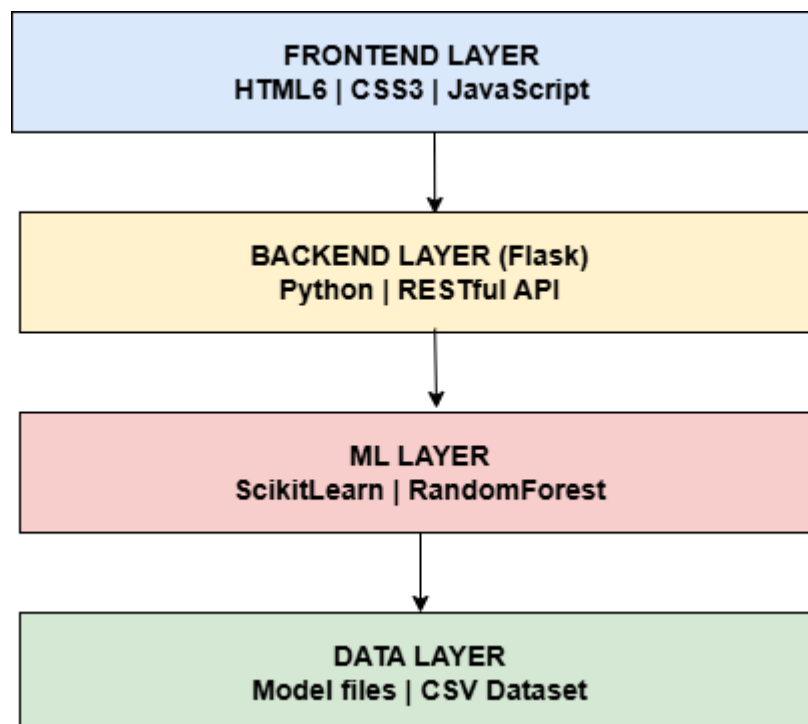 FRONTEND LAYER
HTML6 | CSS3 | JavaScript
BACKEND LAYER (Flask)
Python | RESTful API
ML LAYER
ScikitLearn | RandomForest
DATA LAYER
Model files | CSV Dataset